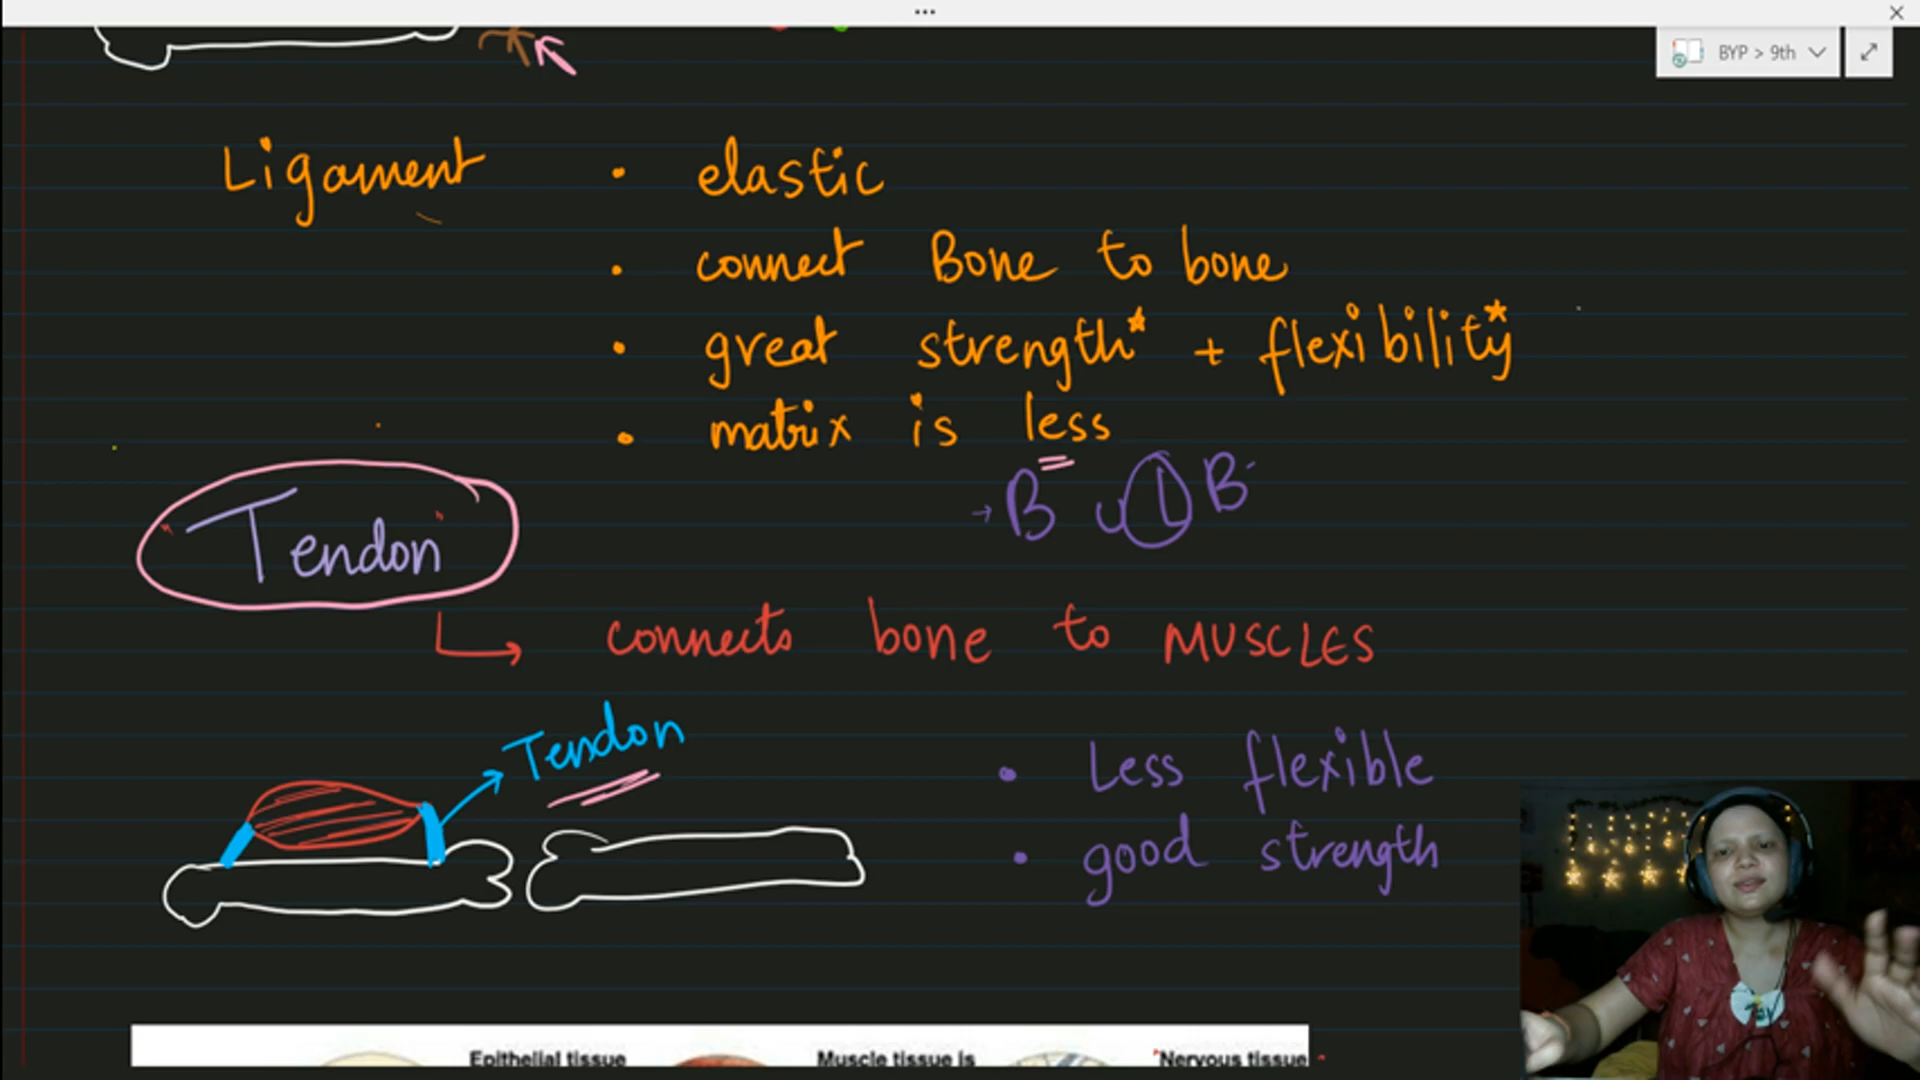 BYP > 9th
Ligament • elastic
• connect Bone to bone
• great strength* + flexibility*
• matrix is less
→ B L B
"Tendon"
connects bone to MUSCLES
Tendon
• Less flexible
• good strength
Epithelial tissue Muscle tissue is Nervous tissue